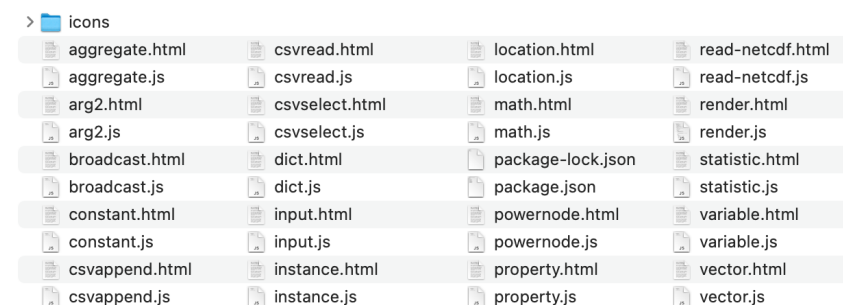 icons
aggregate.html csvread.html location.html read-netcdf.html
aggregate.js csvread.js location.js read-netcdf.js
arg2.html csvselect.html math.html render.html
arg2.js csvselect.js math.js render.js
broadcast.html dict.html package-lock.json statistic.html
broadcast.js dict.js package.json statistic.js
constant.html input.html powernode.html variable.html
constant.js input.js powernode.js variable.js
csvappend.html instance.html property.html vector.html
csvappend.js instance.js property.js vector.js